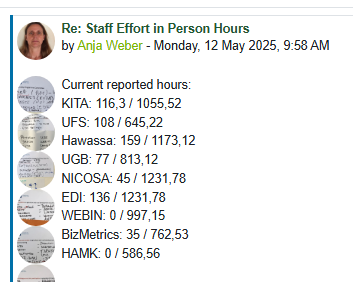 Re: Staff Effort in Person Hours
by Anja Weber - Monday, 12 May 2025, 9:58 AM
Current reported hours:
KITA: 116,3 / 1055,52
UFS: 108 / 645,22
Hawassa: 159 / 1173,12
UGB: 77 / 813,12
NICOSA: 45 / 1231,78
EDI: 136 / 1231,78
WEBIN: 0 / 997,15
BizMetrics: 35 / 762,53
HAMK: 0 / 586,56